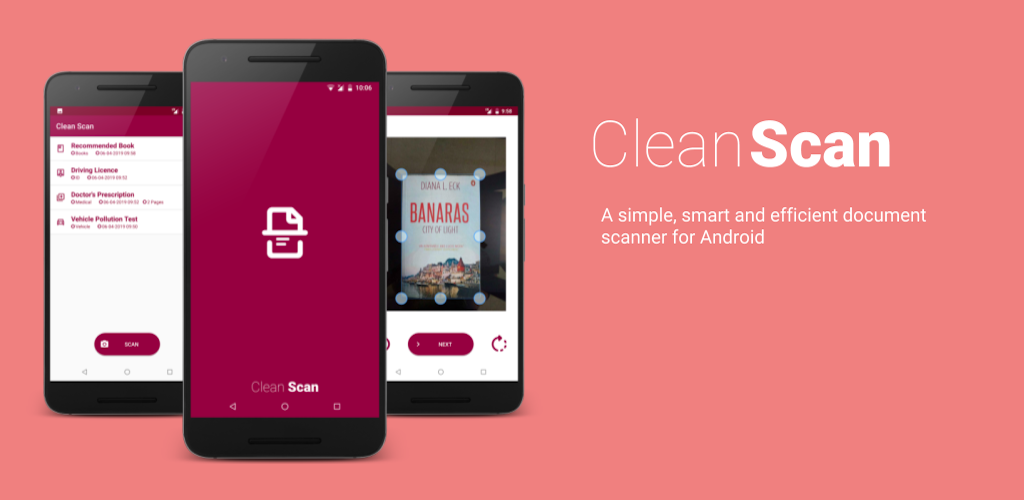 Clean Scan
Recommended Book
Books 06-04-2019 09:58
Driving Licence
ID 06-04-2019 09:52
Doctor's Prescription
Medical 06-04-2019 09:52 2 Pages
Vehicle Pollution Test
Vehicle 06-04-2019 09:50
SCAN
10:06
Clean Scan
9:58
DIANA L. ECK
BANARAS
CITY OF LIGHT
NEXT
Clean Scan
A simple, smart and efficient document
scanner for Android